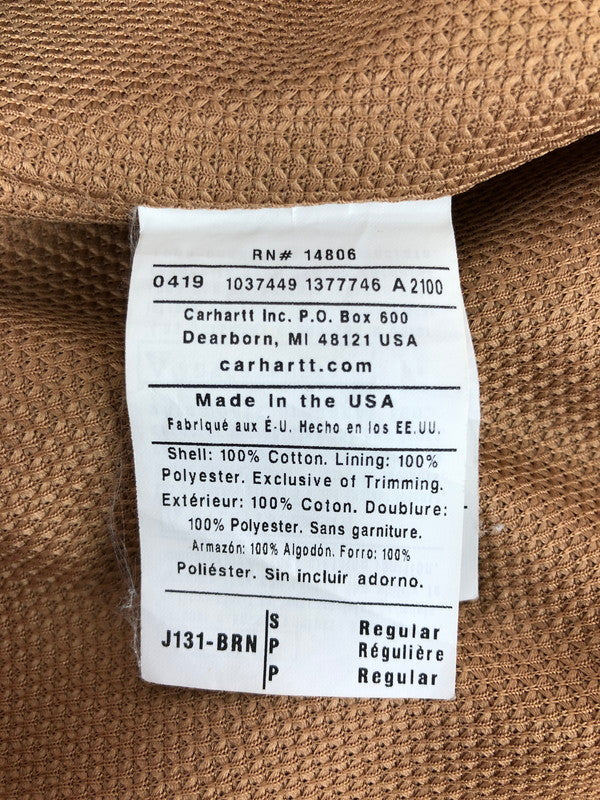 RN# 14806
0419 1037449 1377746 A 2100
Carhartt Inc. P.O. Box 600
Dearborn, MI 48121 USA
carhartt.com
Made In the USA
Fabriqué aux É-U. Hecho en los EE.UU.
Shell: 100% Cotton. Lining: 100%
Polyester. Exclusive of Trimming.
Extérieur: 100% Coton. Doublure:
100% Polyester. Sans garniture.
Armazón: 100% Algodón. Forro: 100%
Poliéster. Sin incluir adorno.
S Regular
J131-BRN P Régulière
P Regular